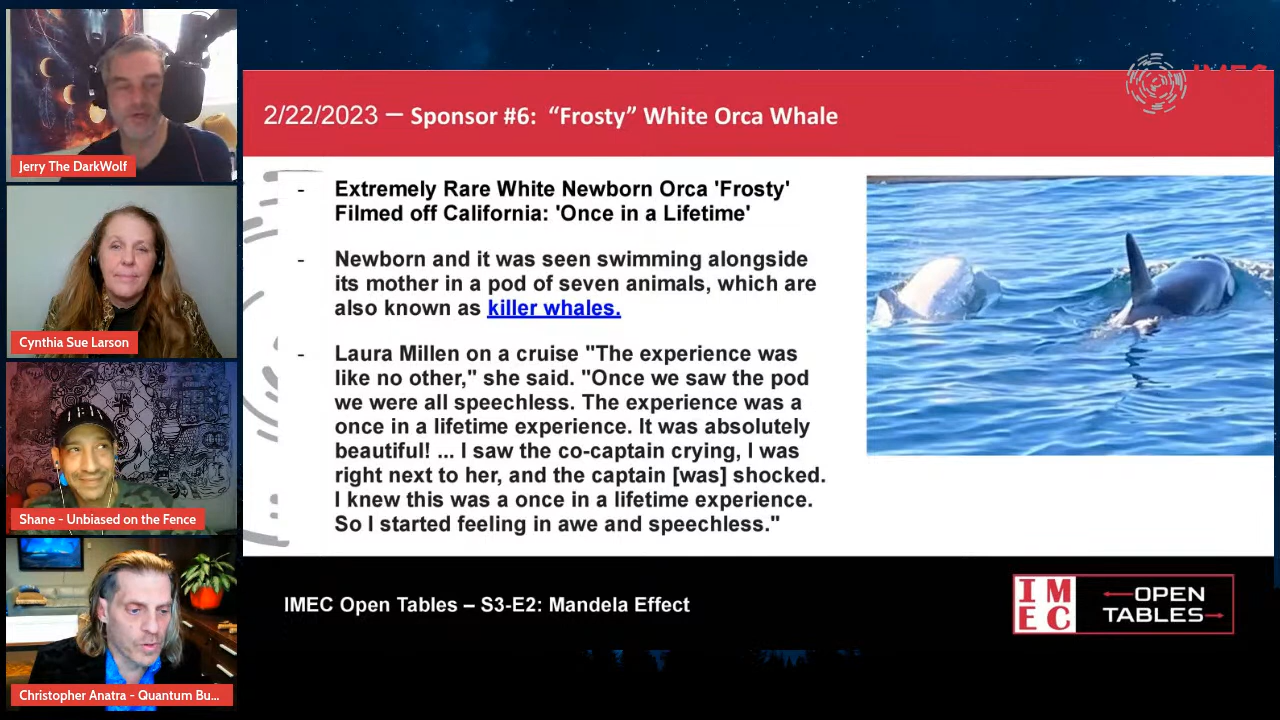 Jerry The DarkWolf
Cynthia Sue Larson
Shane - Unbiased on the Fence
Christopher Anatra - Quantum Bu...
IMEC
2/22/2023 – Sponsor #6: “Frosty” White Orca Whale
- Extremely Rare White Newborn Orca 'Frosty'
Filmed off California: 'Once in a Lifetime'
- Newborn and it was seen swimming alongside
its mother in a pod of seven animals, which are
also known as killer whales.
- Laura Millen on a cruise "The experience was
like no other," she said. "Once we saw the pod
we were all speechless. The experience was a
once in a lifetime experience. It was absolutely
beautiful! ... I saw the co-captain crying, I was
right next to her, and the captain [was] shocked.
I knew this was a once in a lifetime experience.
So I started feeling in awe and speechless."
IMEC Open Tables – S3-E2: Mandela Effect
IM
EC
OPEN
TABLES